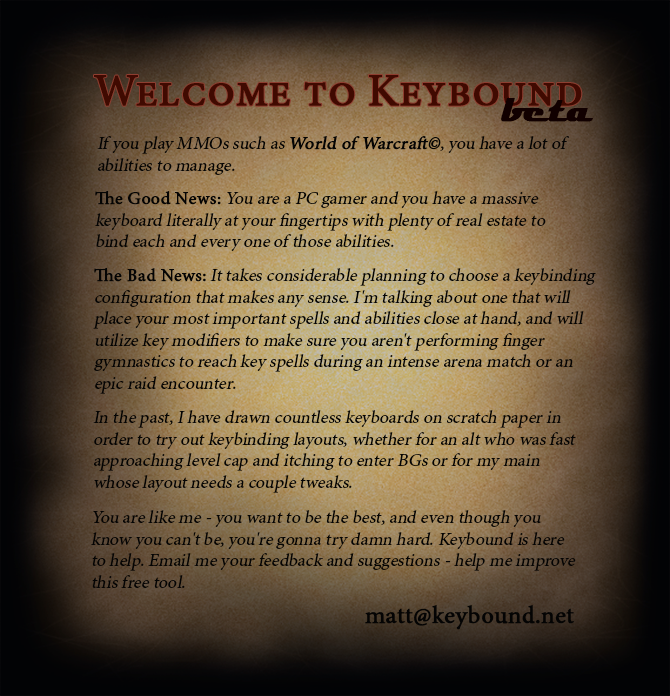 Welcome to Keybound
beta
If you play MMOs such as World of Warcraft©, you have a lot of
abilities to manage.
The Good News: You are a PC gamer and you have a massive
keyboard literally at your fingertips with plenty of real estate to
bind each and every one of those abilities.
The Bad News: It takes considerable planning to choose a keybinding
configuration that makes any sense. I'm talking about one that will
place your most important spells and abilities close at hand, and will
utilize key modifiers to make sure you aren't performing finger
gymnastics to reach key spells during an intense arena match or an
epic raid encounter.
In the past, I have drawn countless keyboards on scratch paper in
order to try out keybinding layouts, whether for an alt who was fast
approaching level cap and itching to enter BGs or for my main
whose layout needs a couple tweaks.
You are like me - you want to be the best, and even though you
know you can't be, you're gonna try damn hard. Keybound is here
to help. Email me your feedback and suggestions - help me improve
this free tool.
matt@keybound.net